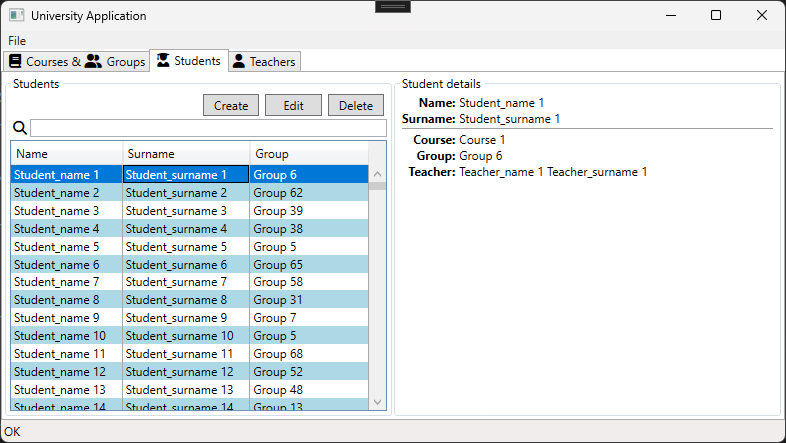 University Application
File
Courses & Groups Students Teachers
Students
Create Edit Delete
Name Surname Group
Student_name 1 Student_surname 1 Group 6
Student_name 2 Student_surname 2 Group 62
Student_name 3 Student_surname 3 Group 39
Student_name 4 Student_surname 4 Group 38
Student_name 5 Student_surname 5 Group 5
Student_name 6 Student_surname 6 Group 65
Student_name 7 Student_surname 7 Group 58
Student_name 8 Student_surname 8 Group 31
Student_name 9 Student_surname 9 Group 7
Student_name 10 Student_surname 10 Group 5
Student_name 11 Student_surname 11 Group 68
Student_name 12 Student_surname 12 Group 52
Student_name 13 Student_surname 13 Group 48
Student_name 14 Student_surname 14 Group 13
Student details
Name: Student_name 1
Surname: Student_surname 1
Course: Course 1
Group: Group 6
Teacher: Teacher_name 1 Teacher_surname 1
OK